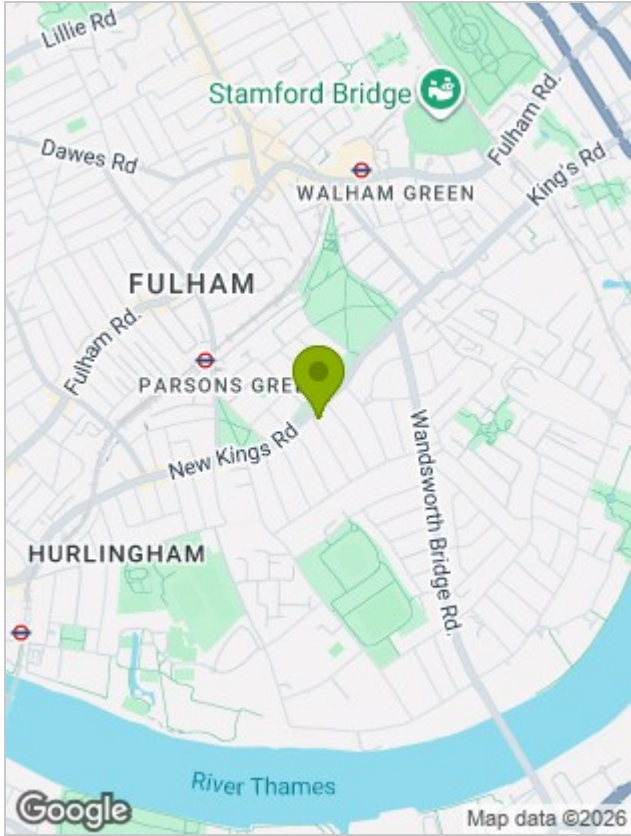 Lillie Rd
Stamford Bridge
Fulham Rd.
Dawes Rd
King's Rd
WALHAM GREEN
FULHAM
Fulham Rd.
PARSONS GREE
New Kings Rd
Wandsworth Bridge Rd.
HURLINGHAM
River Thames
Google
Map data ©2026